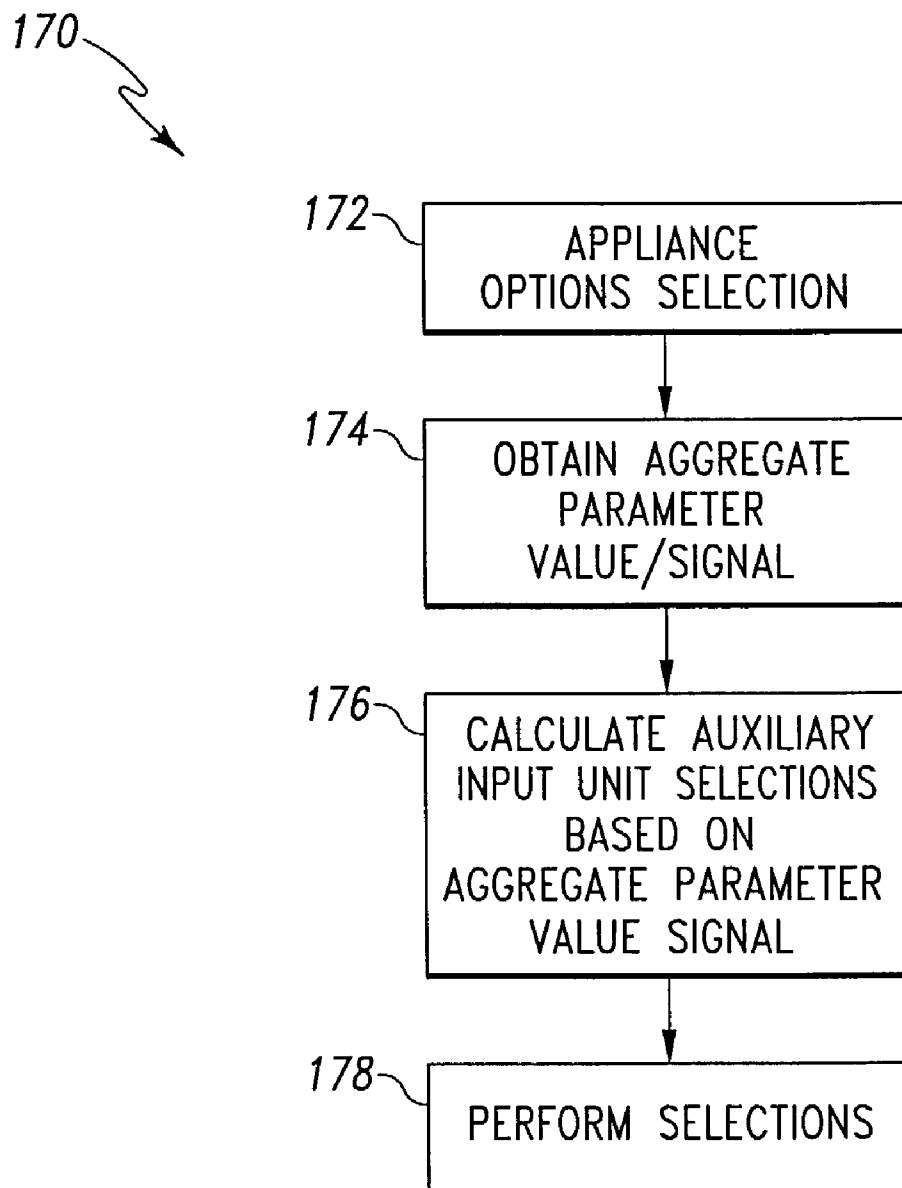 170
172
APPLIANCE
OPTIONS SELECTION
174
OBTAIN AGGREGATE
PARAMETER
VALUE/SIGNAL
176
CALCULATE AUXILIARY
INPUT UNIT SELECTIONS
BASED ON
AGGREGATE PARAMETER
VALUE SIGNAL
178
PERFORM SELECTIONS